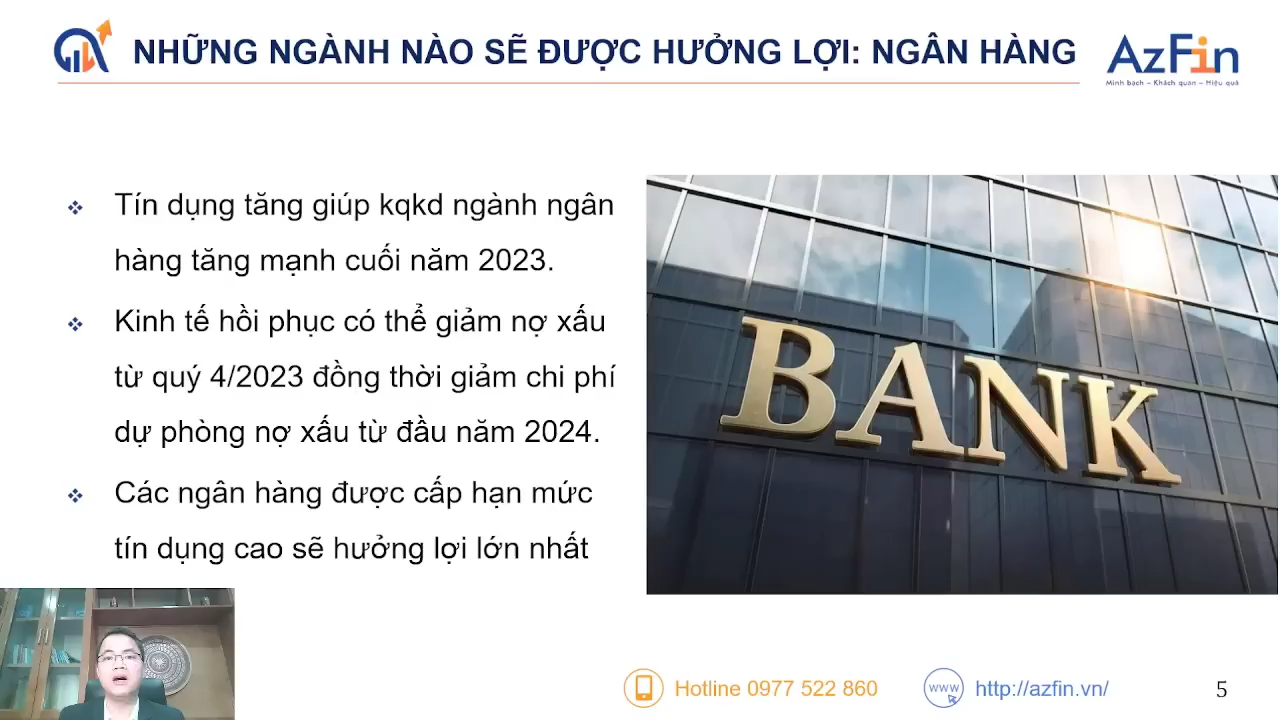 NHỮNG NGÀNH NÀO SẼ ĐƯỢC HƯỞNG LỢI: NGÂN HÀNG
AzFin
Minh bạch – Khách quan – Hiệu quả
Tín dụng tăng giúp kqkd ngành ngân
hàng tăng mạnh cuối năm 2023.
Kinh tế hồi phục có thể giảm nợ xấu
từ quý 4/2023 đồng thời giảm chi phí
dự phòng nợ xấu từ đầu năm 2024.
Các ngân hàng được cấp hạn mức
tín dụng cao sẽ hưởng lợi lớn nhất
BANK
Hotline 0977 522 860
www
http://azfin.vn/
5